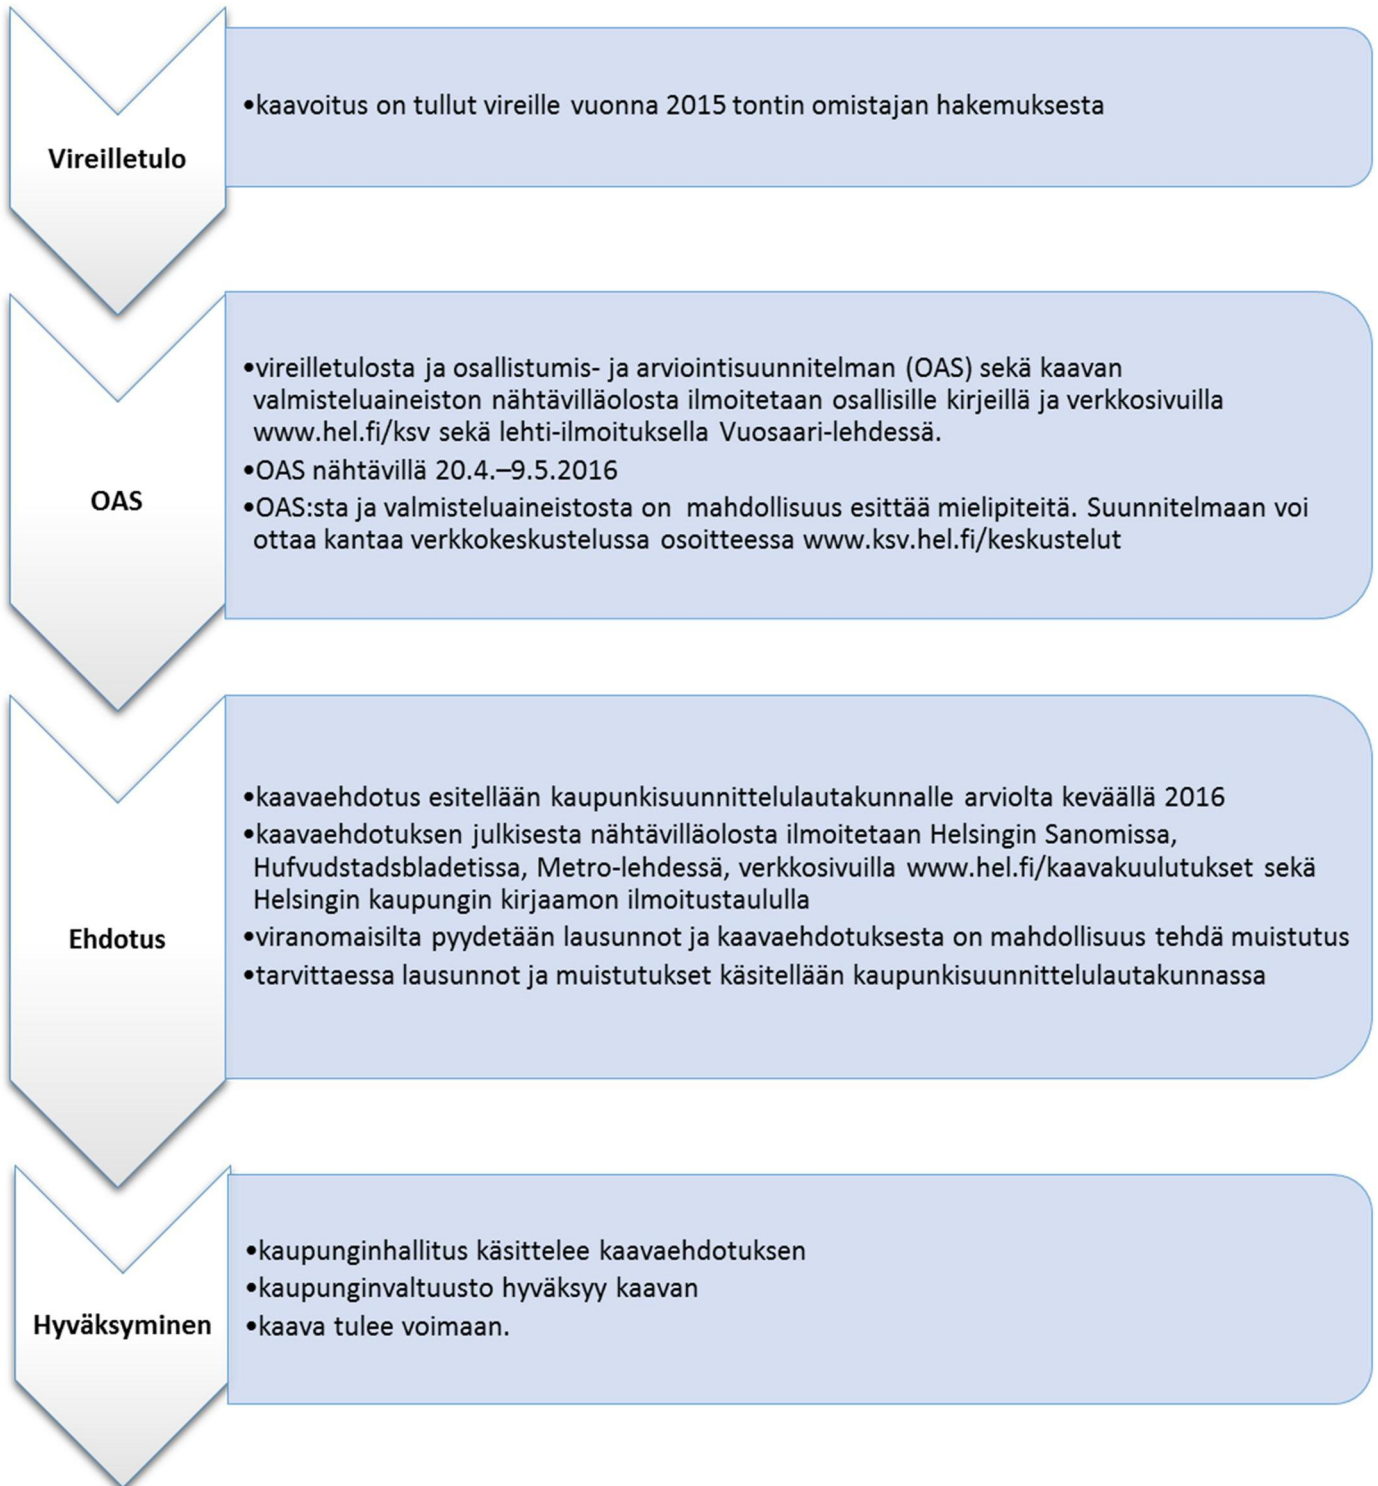 Vireilletulo
•kaavoitus on tullut vireille vuonna 2015 tontin omistajan hakemuksesta
OAS
•vireilletulosta ja osallistumis- ja arviointisuunnitelman (OAS) sekä kaavan
valmisteluaineiston nähtävilläolosta ilmoitetaan osallisille kirjeillä ja verkkosivuilla
www.hel.fi/ksv sekä lehti-ilmoituksella Vuosaari-lehdessä.
•OAS nähtävillä 20.4.–9.5.2016
•OAS:sta ja valmisteluaineistosta on mahdollisuus esittää mielipiteitä. Suunnitelmaan voi
ottaa kantaa verkkokeskustelussa osoitteessa www.ksv.hel.fi/keskustelut
Ehdotus
•kaavaehdotus esitellään kaupunkisuunnittelulautakunnalle arviolta keväällä 2016
•kaavaehdotuksen julkisesta nähtävilläolosta ilmoitetaan Helsingin Sanomissa,
Hufvudstadsbladetissa, Metro-lehdessä, verkkosivuilla www.hel.fi/kaavakuulutukset sekä
Helsingin kaupungin kirjaamon ilmoitustaululla
•viranomaisilta pyydetään lausunnot ja kaavaehdotuksesta on mahdollisuus tehdä muistutus
•tarvittaessa lausunnot ja muistutukset käsitellään kaupunkisuunnittelulautakunnassa
Hyväksyminen
•kaupunginhallitus käsittelee kaavaehdotuksen
•kaupunginvaltuusto hyväksyy kaavan
•kaava tulee voimaan.